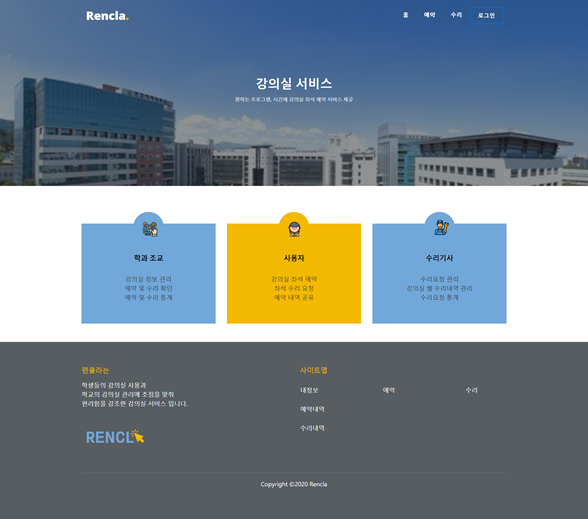 Rencla.
홈 예약 수리 로그인
강의실 서비스
원하는 프로그램, 시간에 강의실 좌석 예약 서비스 제공
학과 조교
강의실 정보 관리
예약 및 수리 확인
예약 및 수리 통계
사용자
강의실 좌석 예약
좌석 수리 요청
예약 내역 공유
수리기사
수리요청 관리
강의실 별 수리내역 관리
수리요청 통계
렌클라는
학생들의 강의실 사용과
학교의 강의실 관리에 초점을 맞춰
편리함을 강조한 강의실 서비스 입니다.
RENCL
사이트맵
내정보 예약 수리
예약내역
수리내역
Copyright ©2020 Rencla